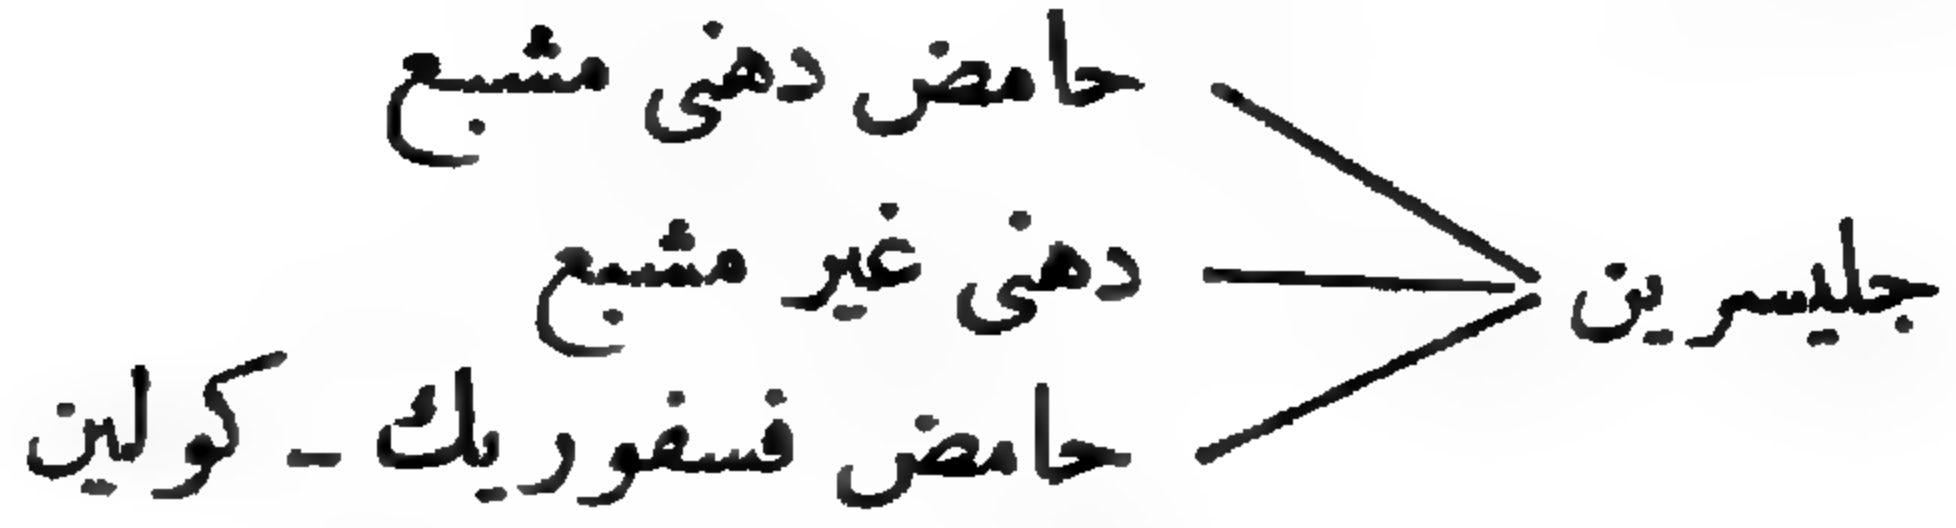 حامض دهنى مشبع
دهنى غير مشبع
جليسرين
حامض فسفوريك - كولين